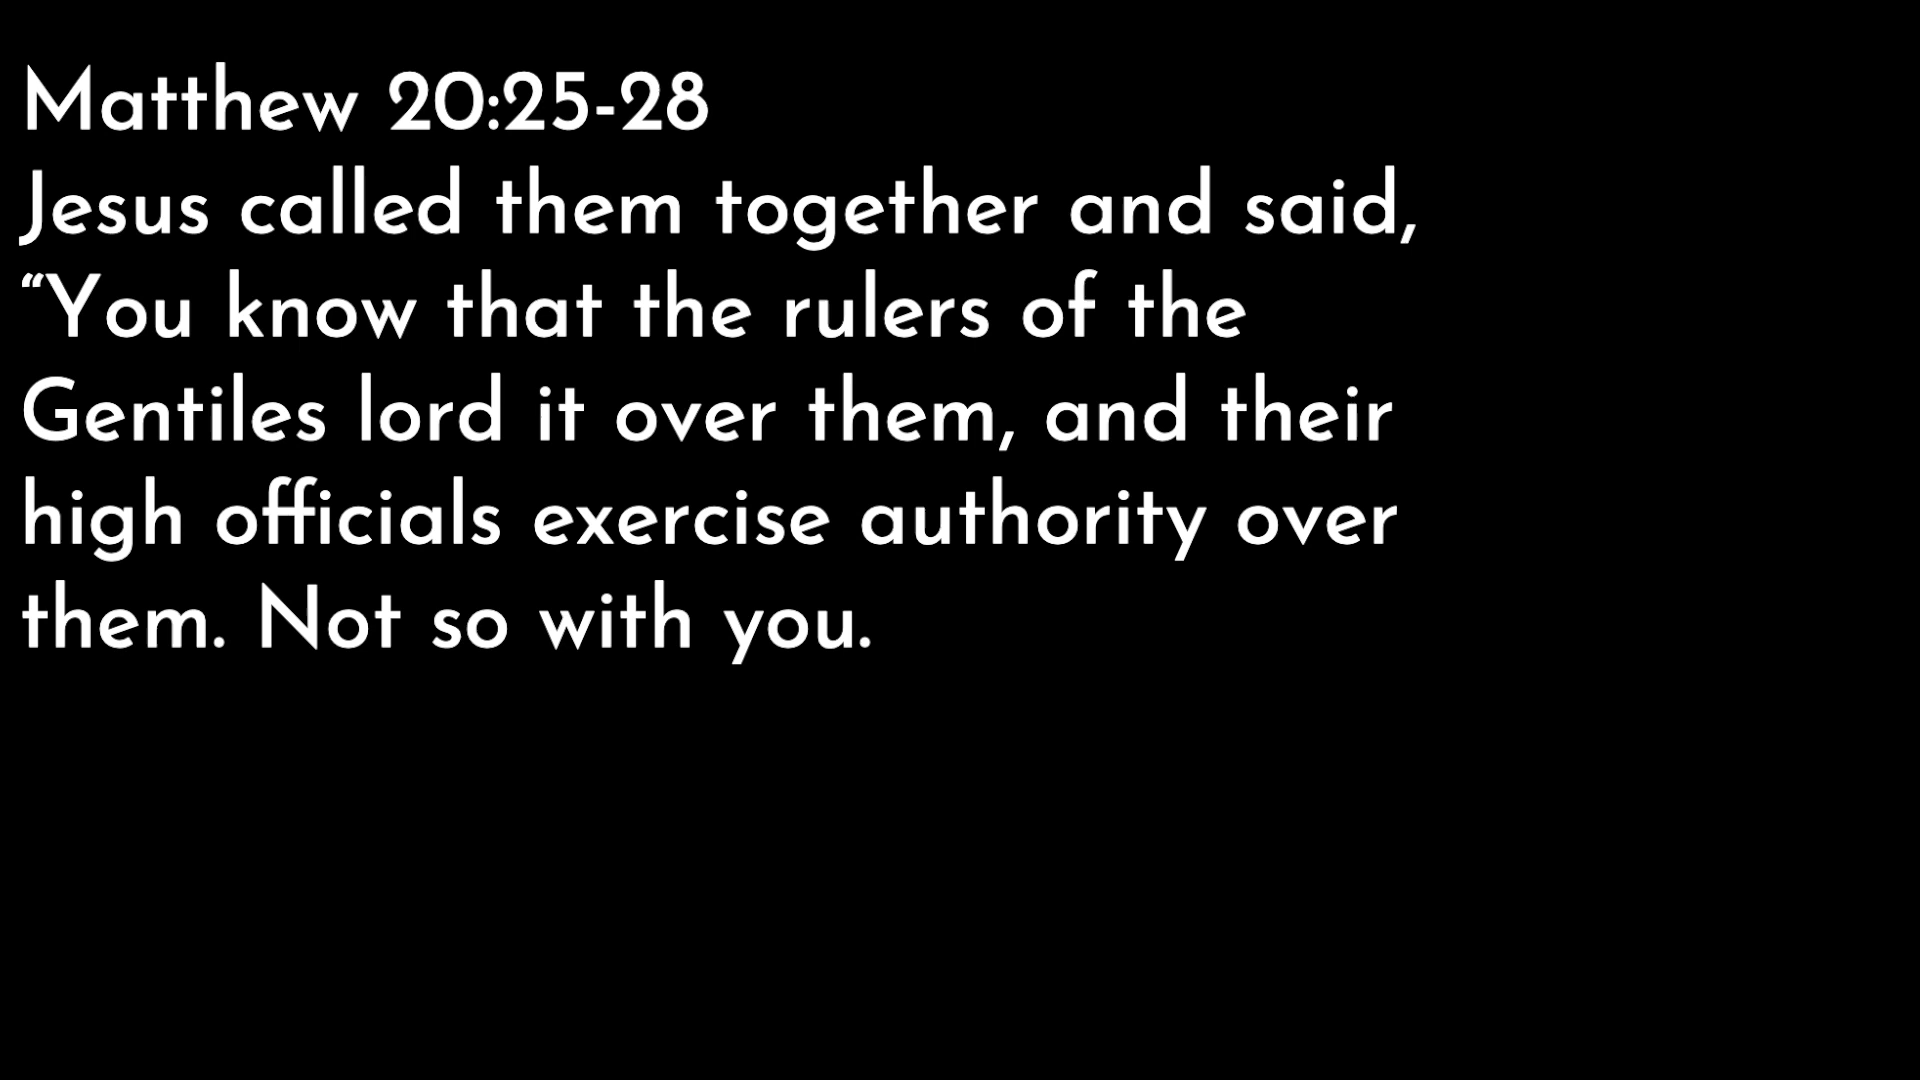 Matthew 20:25-28
Jesus called them together and said,
“You know that the rulers of the
Gentiles lord it over them, and their
high officials exercise authority over
them. Not so with you.